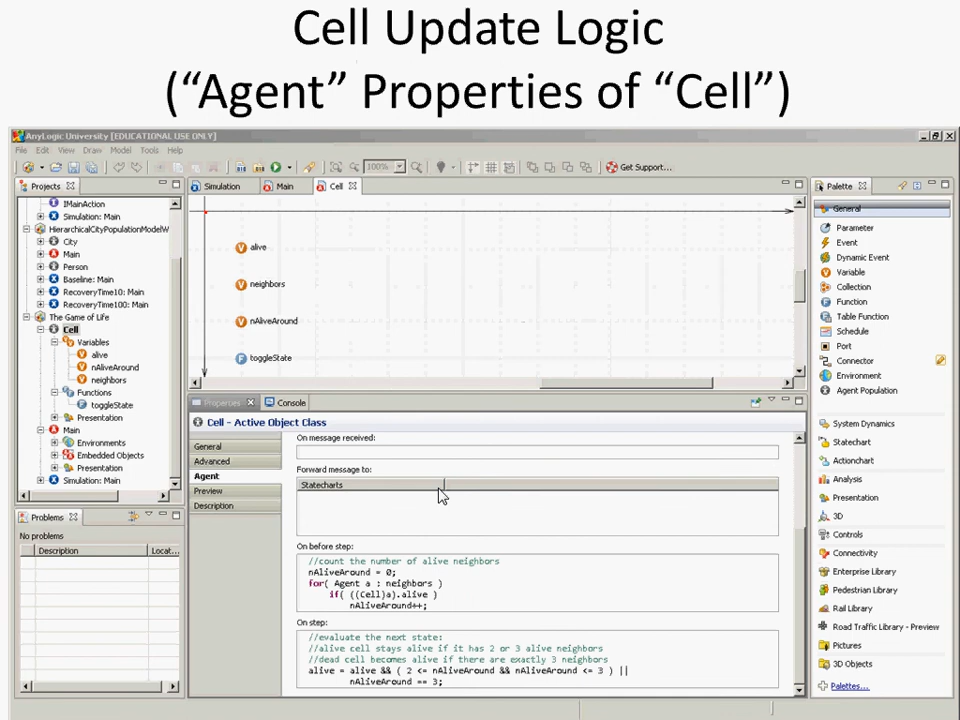 Cell Update Logic
(“Agent” Properties of “Cell”)
AnyLogic University [EDUCATIONAL USE ONLY]
File Edit View Draw Model Tools Help
100% Get Support...
Projects
IMainAction
Simulation: Main
HierarchicalCityPopulationModelW
City
Main
Person
Baseline: Main
RecoveryTime10: Main
RecoveryTime100: Main
The Game of Life
Cell
Variables
alive
nAliveAround
neighbors
Functions
toggleState
Presentation
Main
Environments
Embedded Objects
Presentation
Simulation: Main
Problems
No problems
Description Locat...
Simulation Main Cell
alive
neighbors
nAliveAround
toggleState
Properties Console
Cell - Active Object Class
General
Advanced
Agent
Preview
Description
On message received:
Forward message to:
Statecharts
On before step:
//count the number of alive neighbors
nAliveAround = 0;
for( Agent a : neighbors )
if( ((Cell)a).alive )
nAliveAround++;
On step:
//evaluate the next state:
//alive cell stays alive if it has 2 or 3 alive neighbors
//dead cell becomes alive if there are exactly 3 neighbors
alive = alive && ( 2 <= nAliveAround && nAliveAround <= 3 ) ||
nAliveAround == 3;
Palette
General
Parameter
Event
Dynamic Event
Variable
Collection
Function
Table Function
Schedule
Port
Connector
Environment
Agent Population
System Dynamics
Statechart
Actionchart
Analysis
Presentation
3D
Controls
Connectivity
Enterprise Library
Pedestrian Library
Rail Library
Road Traffic Library - Preview
Pictures
3D Objects
Palettes...